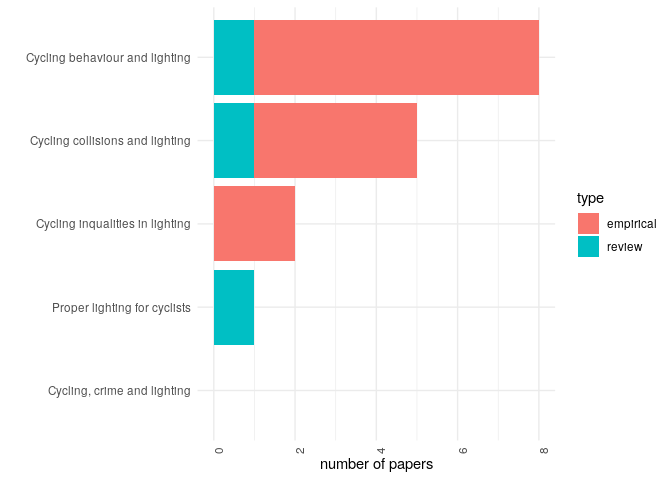 Cycling behaviour and lighting
Cycling collisions and lighting
Cycling inqualities in lighting
Proper lighting for cyclists
Cycling, crime and lighting
0 2 4 6 8
number of papers
type
empirical
review